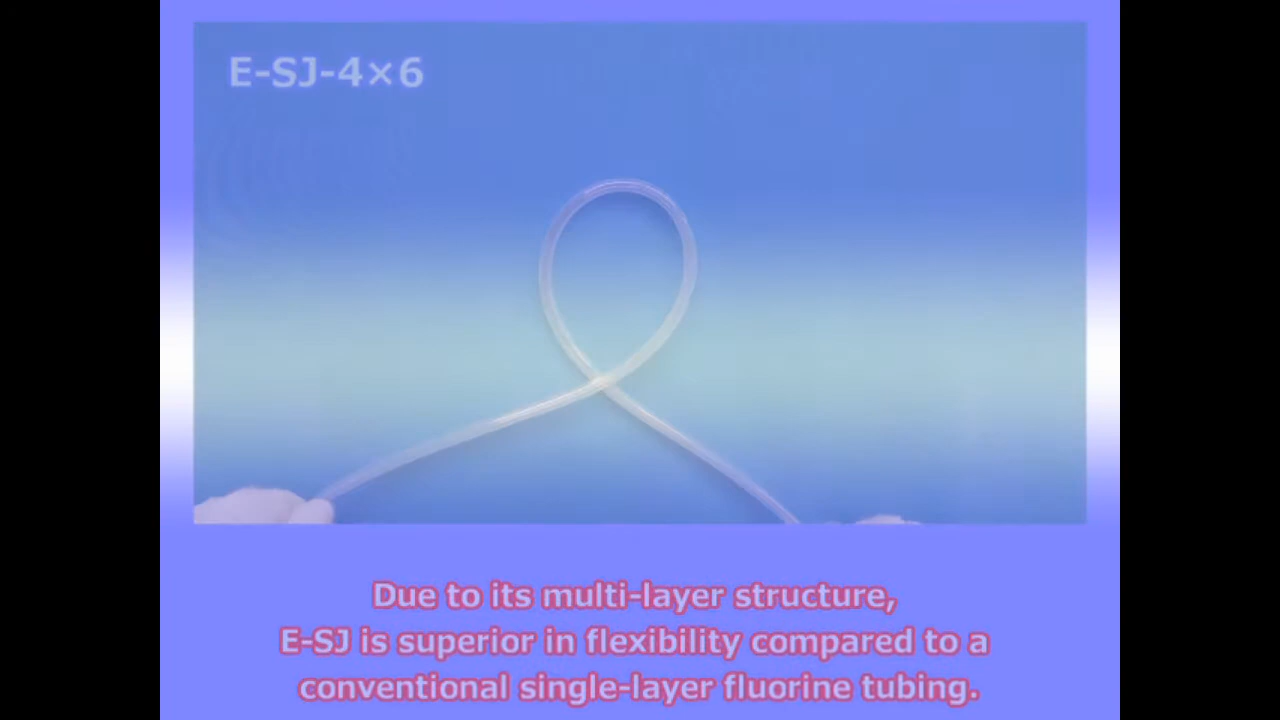 E-SJ-4×6
Due to its multi-layer structure,
E-SJ is superior in flexibility compared to a
conventional single-layer fluorine tubing.